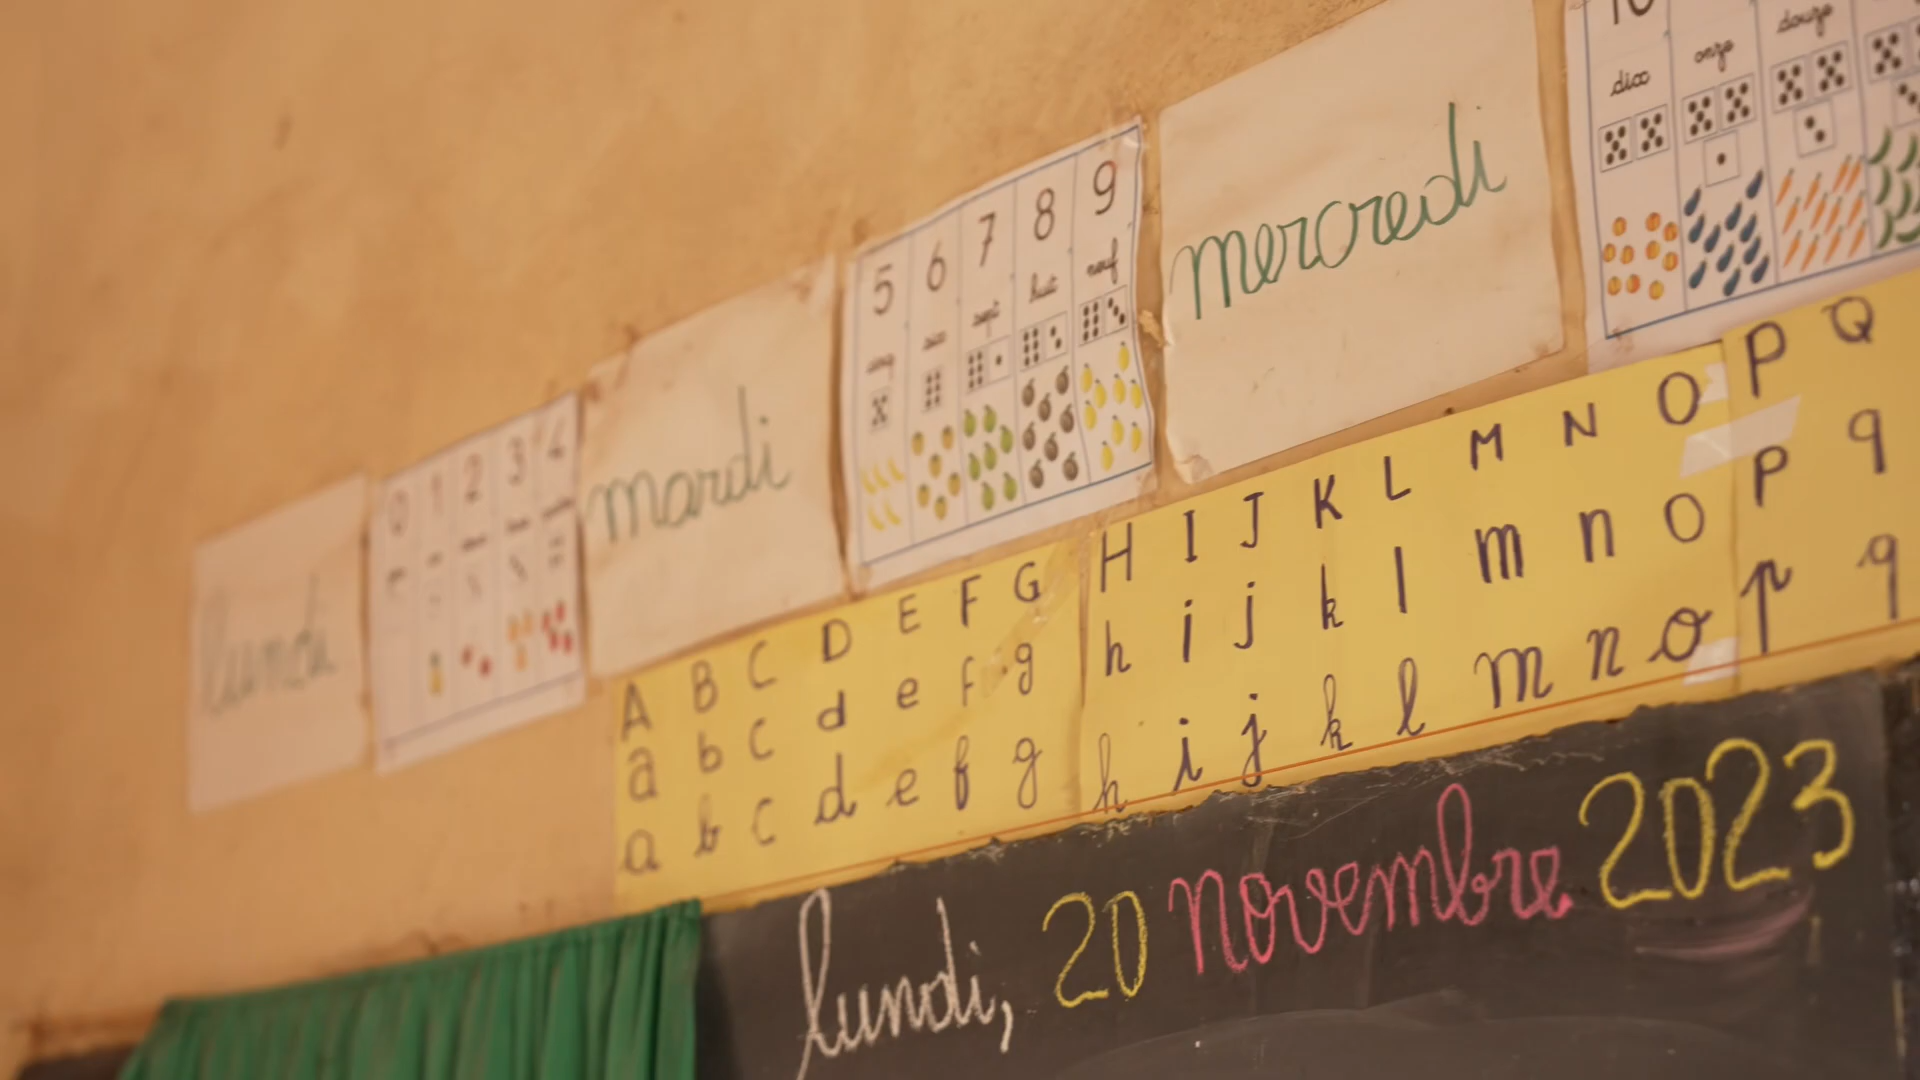 lundi
0 1 2 3 4
mardi
5 6 7 8 9
cinq six sept huit neuf
mercredi
10
dix onze douze
A B C D E F G H I J K L M N O P Q
a b c d e f g h i j k l m n o p q
a b c d e f g h i j k l m n o p q
lundi, 20 novembre 2023